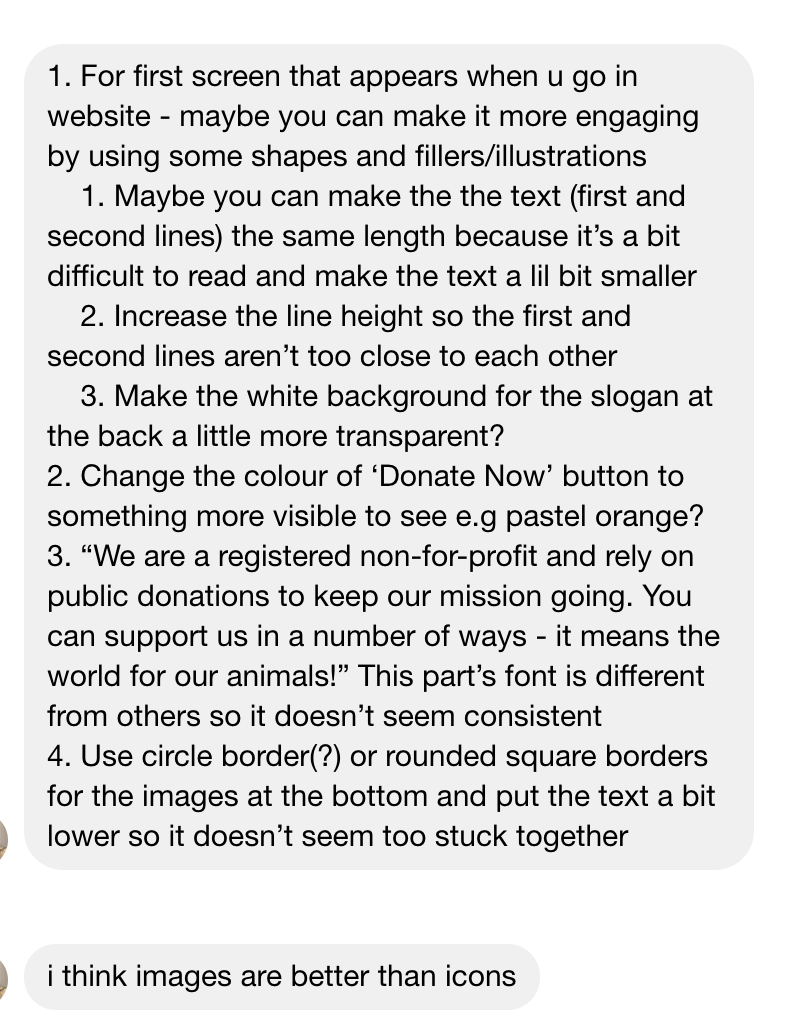 1. For first screen that appears when u go in
website - maybe you can make it more engaging
by using some shapes and fillers/illustrations
1. Maybe you can make the the text (first and
second lines) the same length because it’s a bit
difficult to read and make the text a lil bit smaller
2. Increase the line height so the first and
second lines aren’t too close to each other
3. Make the white background for the slogan at
the back a little more transparent?
2. Change the colour of ‘Donate Now’ button to
something more visible to see e.g pastel orange?
3. “We are a registered non-for-profit and rely on
public donations to keep our mission going. You
can support us in a number of ways - it means the
world for our animals!” This part’s font is different
from others so it doesn’t seem consistent
4. Use circle border(?) or rounded square borders
for the images at the bottom and put the text a bit
lower so it doesn’t seem too stuck together
i think images are better than icons